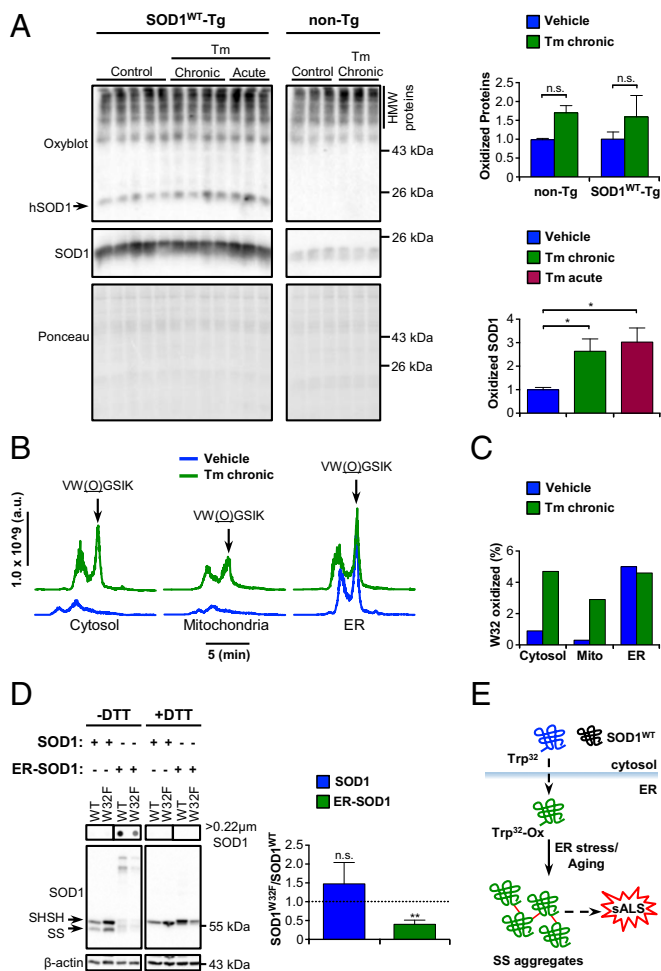 A
SOD1WT-Tg
non-Tg
Tm
Control
Chronic
Acute
Control
Tm
Chronic
Oxyblot
HMW
proteins
43 kDa
hSOD1
26 kDa
SOD1
26 kDa
Ponceau
43 kDa
26 kDa
Vehicle
Tm chronic
Oxidized Proteins
2.5
2.0
1.5
1.0
0.5
0
n.s.
n.s.
non-Tg
SOD1WT-Tg
Vehicle
Tm chronic
Tm acute
Oxidized SOD1
5
4
3
2
1
0
*
*
B
Vehicle
Tm chronic
1.0 x 10^9 (a.u.)
VW(O)GSIK
VW(O)GSIK
VW(O)GSIK
Cytosol
Mitochondria
ER
5 (min)
C
Vehicle
Tm chronic
W32 oxidized (%)
6
4
2
0
Cytosol
Mito
ER
D
-DTT
+DTT
SOD1: + + - - + + - -
ER-SOD1: - - + + - - + +
WT
W32F
WT
W32F
WT
W32F
WT
W32F
>0.22µm
SOD1
SOD1
SHSH
SS
55 kDa
β-actin
43 kDa
SOD1
ER-SOD1
SOD1W32F/SOD1WT
2.5
2.0
1.5
1.0
0.5
0
n.s.
**
E
SOD1WT
Trp32
cytosol
ER
Trp32-Ox
ER stress/
Aging
sALS
SS aggregates